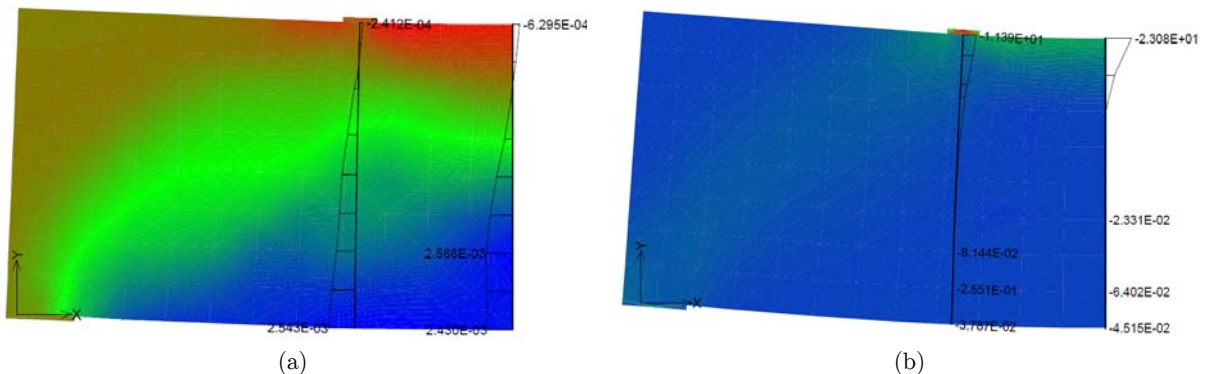 -2.412E-04
-6.295E-04
Y
2.566E-03
X
2.543E-03
2.430E-03
(a)
-1.139E+01
-2.308E+01
-2.331E-02
Y
-8.144E-02
-2.551E-01
-6.402E-02
X
-3.787E-02
-4.515E-02
(b)